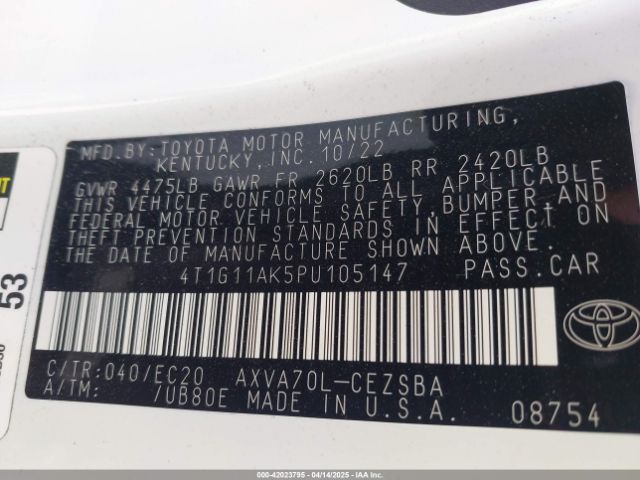 MFD.BY:TOYOTA MOTOR MANUFACTURING,
KENTUCKY,INC.10/22
GVWR 4475LB GAWR FR 2620LB RR 2420LB
THIS VEHICLE CONFORMS TO ALL APPLICABLE
FEDERAL MOTOR VEHICLE SAFETY,BUMPER,AND
THEFT PREVENTION STANDARDS IN EFFECT ON
THE DATE OF MANUFACTURE SHOWN ABOVE.
4T1G11AK5PU105147 PASS.CAR
C/TR:040/EC20 AXVA70L-CEZSBA
A/TM: /UB80E MADE IN U.S.A.
08754
53
000-42023795 - 04/14/2025 - IAAI, INC.